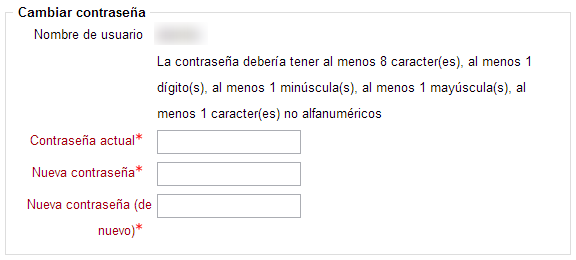 Cambiar contraseña
Nombre de usuario
La contraseña debería tener al menos 8 caracter(es), al menos 1
dígito(s), al menos 1 minúscula(s), al menos 1 mayúscula(s), al
menos 1 caracter(es) no alfanuméricos
Contraseña actual*
Nueva contraseña*
Nueva contraseña (de
nuevo)*